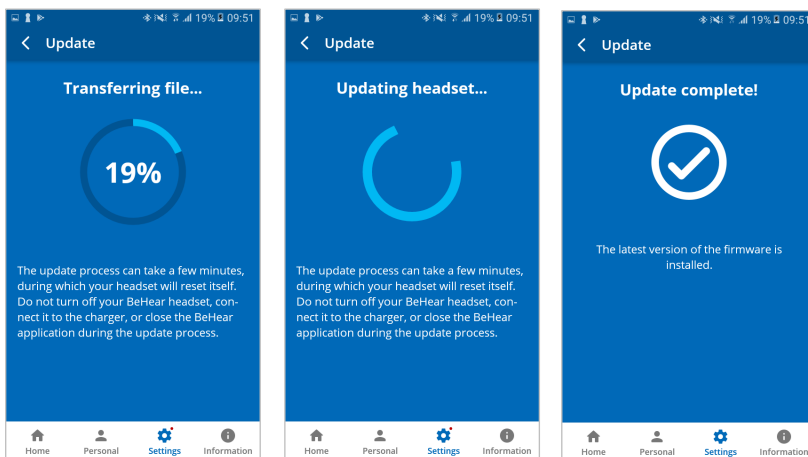 19% 09:51
Update
Transferring file...
19%
The update process can take a few minutes,
during which your headset will reset itself.
Do not turn off your BeHear headset, con-
nect it to the charger, or close the BeHear
application during the update process.
Home Personal Settings Information
19% 09:51
Update
Updating headset...
The update process can take a few minutes,
during which your headset will reset itself.
Do not turn off your BeHear headset, con-
nect it to the charger, or close the BeHear
application during the update process.
Home Personal Settings Information
19% 09:51
Update
Update complete!
The latest version of the firmware is
installed.
Home Personal Settings Information